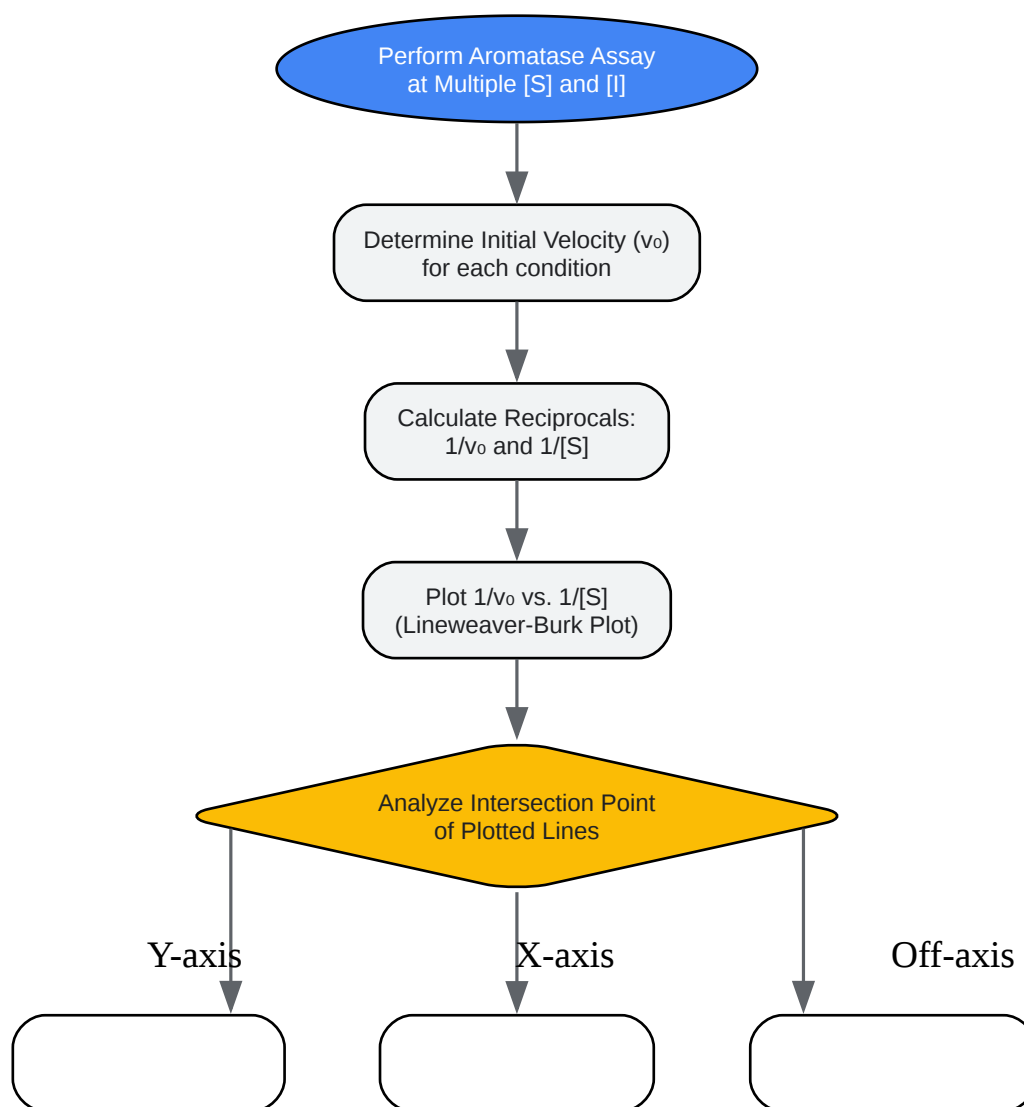 Perform Aromatase Assay
at Multiple [S] and [I]
Determine Initial Velocity (v₀)
for each condition
Calculate Reciprocals:
1/v₀ and 1/[S]
Plot 1/v₀ vs. 1/[S]
(Lineweaver-Burk Plot)
Analyze Intersection Point
of Plotted Lines
Y-axis
X-axis
Off-axis